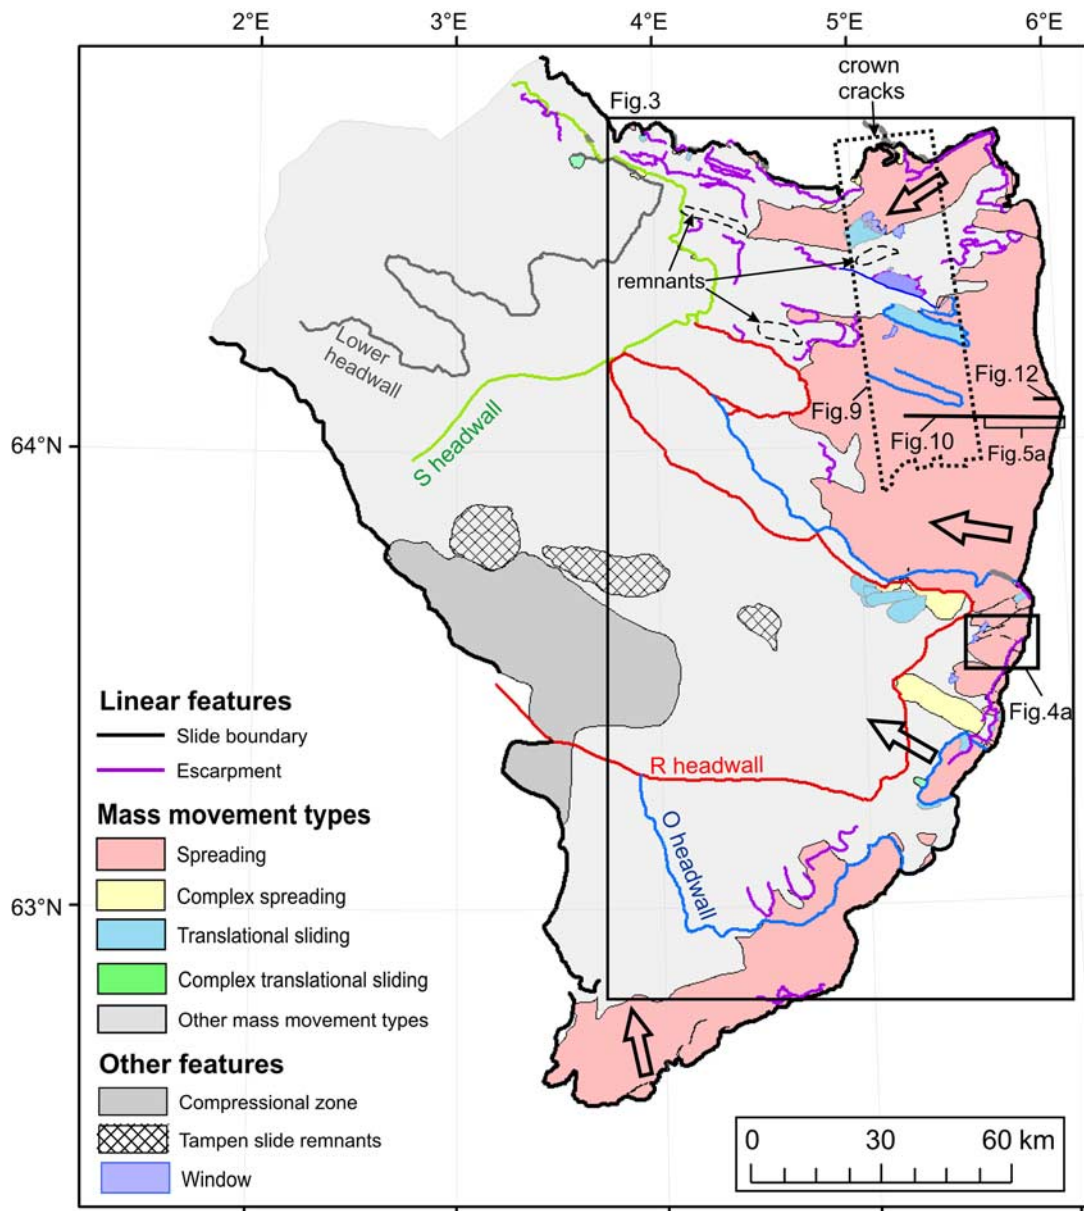 2°E 3°E 4°E 5°E 6°E
crown
cracks
Fig.3
remnants
Lower
headwall
Fig.12
Fig.9
Fig.10
Fig.5a
64°N
S headwall
Fig.4a
R headwall
O headwall
63°N
Linear features
Slide boundary
Escarpment
Mass movement types
Spreading
Complex spreading
Translational sliding
Complex translational sliding
Other mass movement types
Other features
Compressional zone
Tampen slide remnants
Window
0 30 60 km